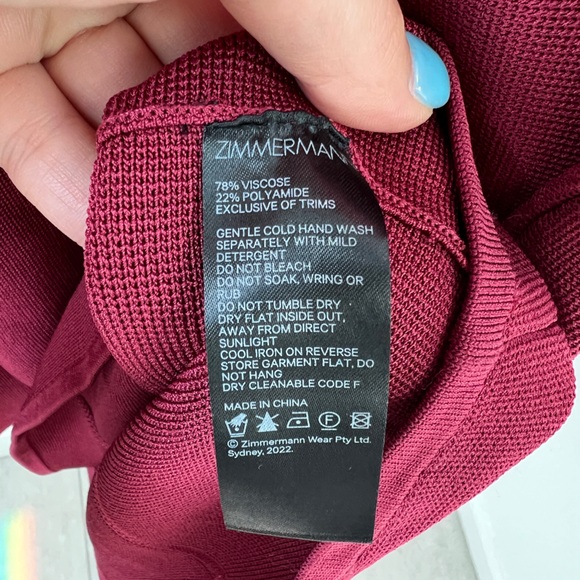 ZIMMERMANN
78% VISCOSE
22% POLYAMIDE
EXCLUSIVE OF TRIMS
GENTLE COLD HAND WASH
SEPARATELY WITH MILD
DETERGENT
DO NOT BLEACH
DO NOT SOAK, WRING OR
RUB
DO NOT TUMBLE DRY
DRY FLAT INSIDE OUT,
AWAY FROM DIRECT
SUNLIGHT
COOL IRON ON REVERSE
STORE GARMENT FLAT, DO
NOT HANG
DRY CLEANABLE CODE F
MADE IN CHINA
F
© Zimmermann Wear Pty Ltd.
Sydney, 2022.